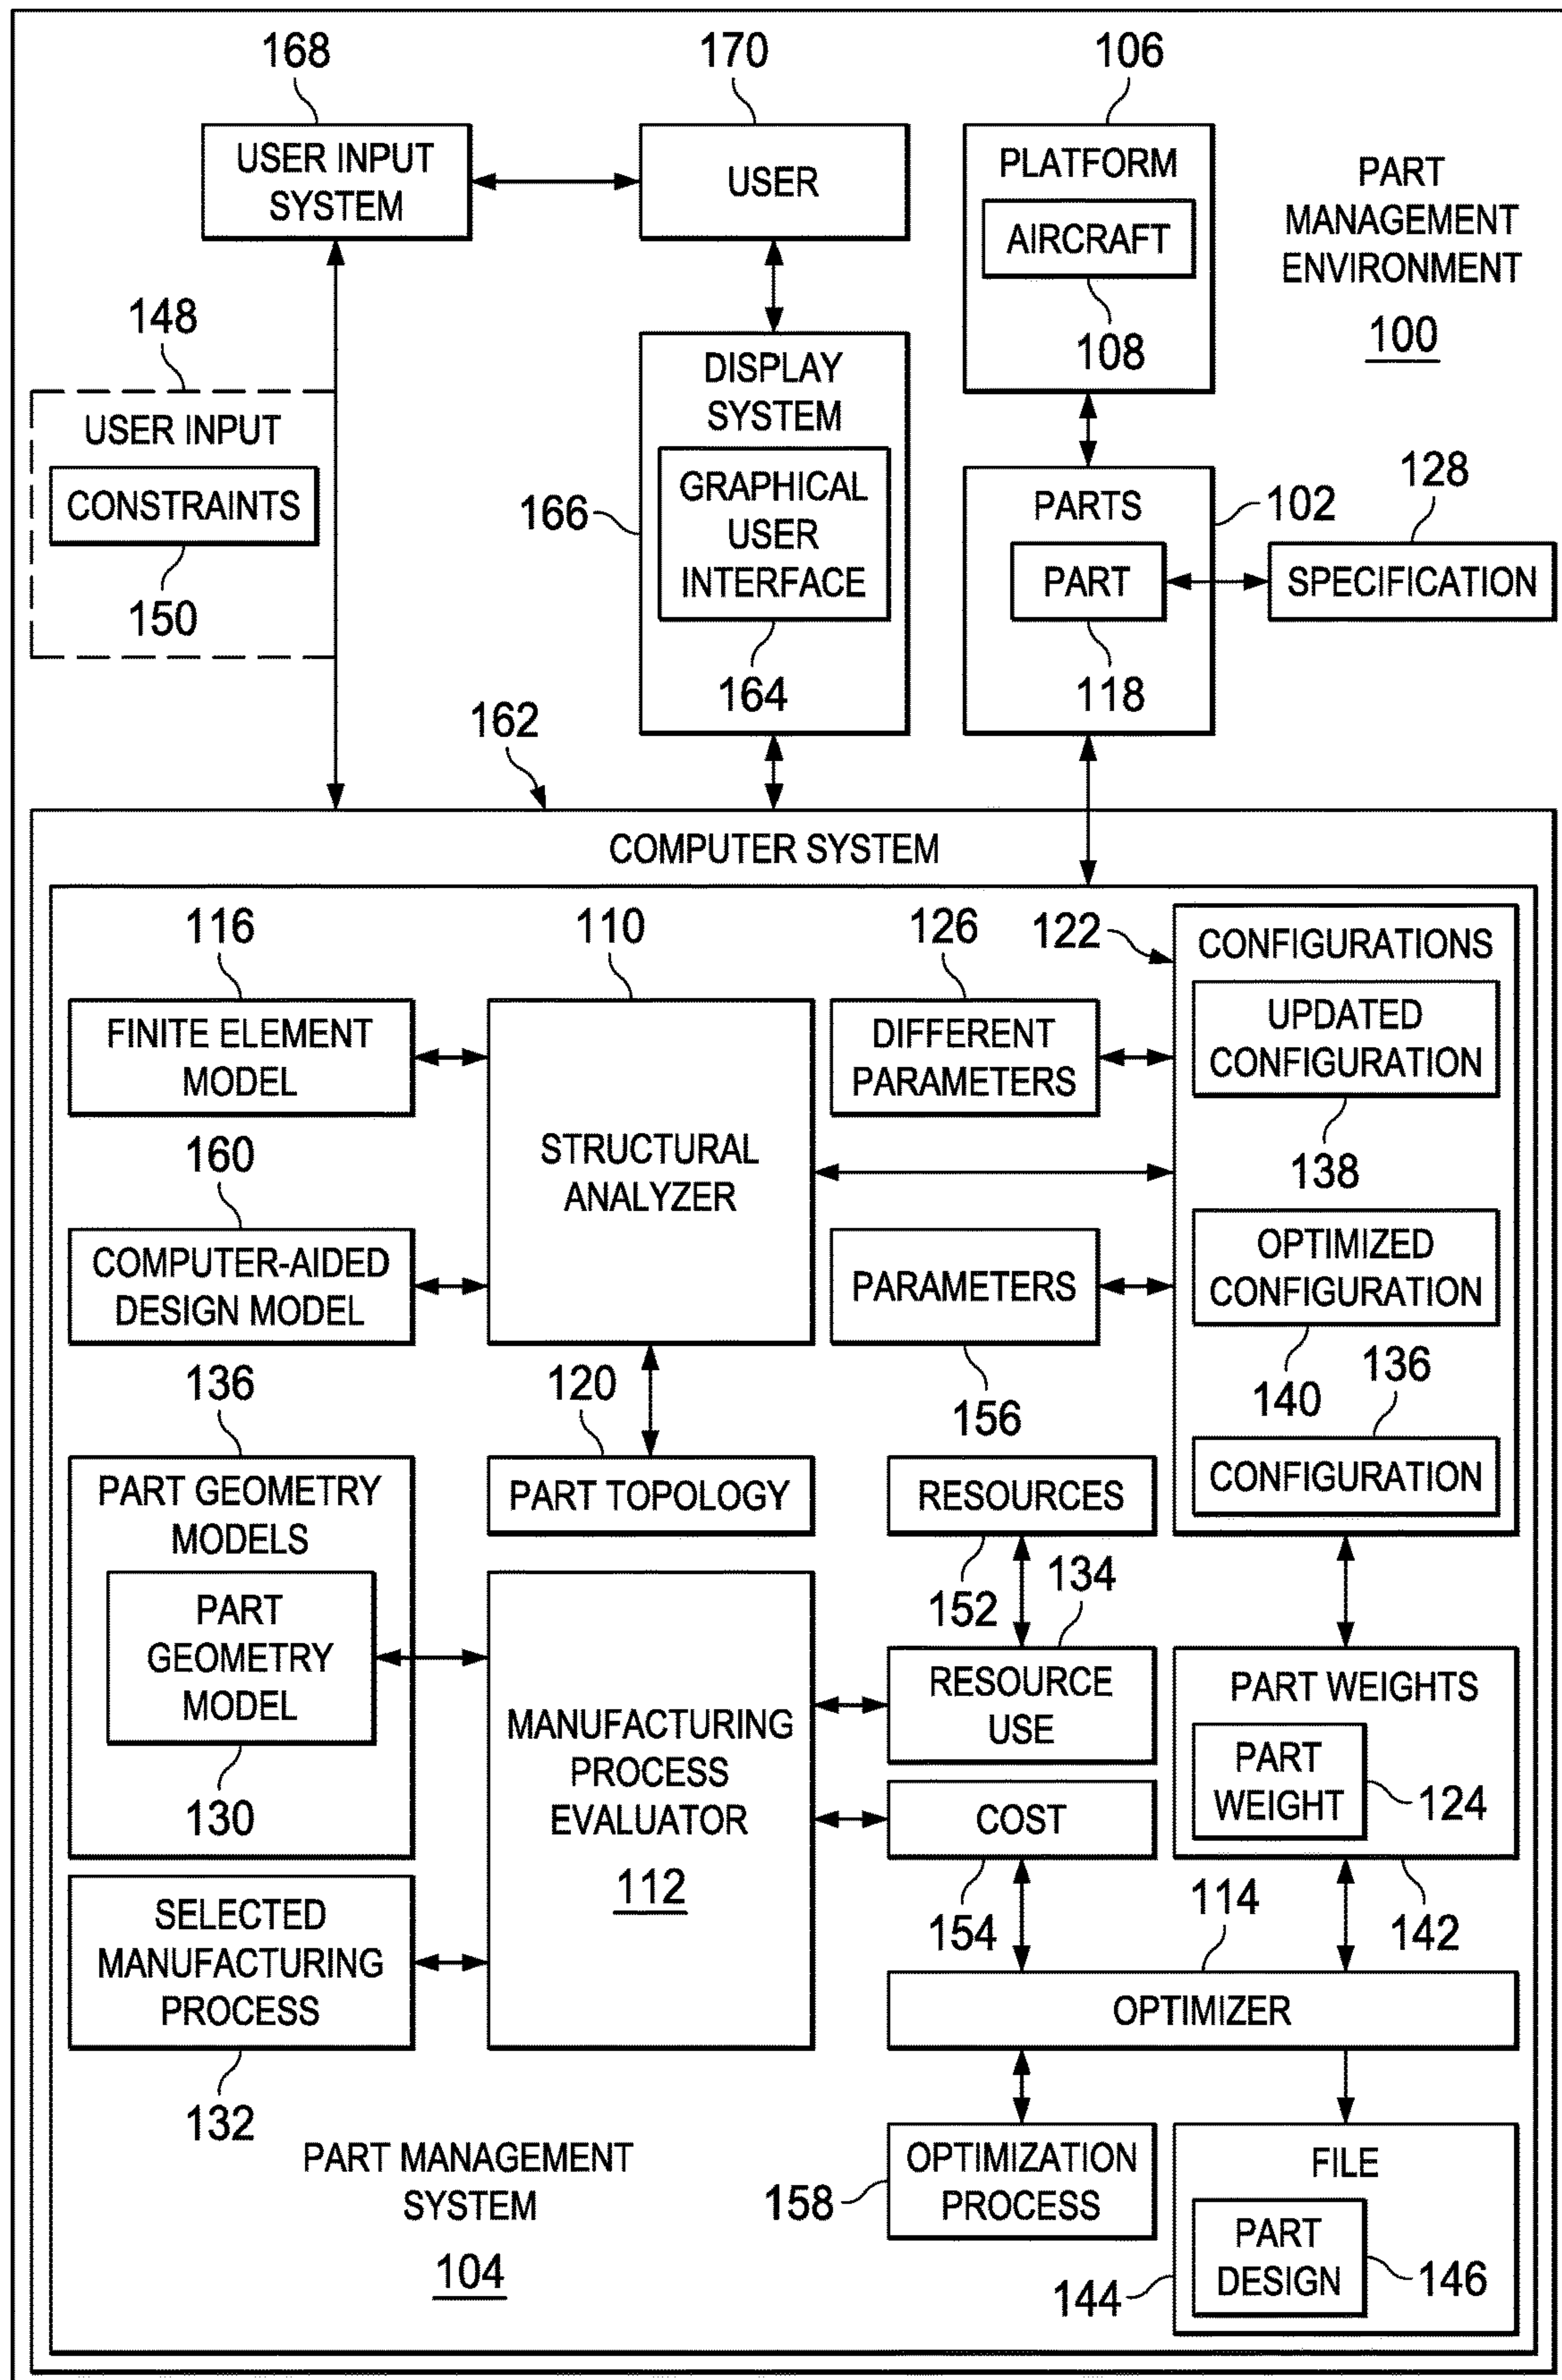 168
170
106
USER INPUT
SYSTEM
USER
PLATFORM
AIRCRAFT
108
PART
MANAGEMENT
ENVIRONMENT
100
148
USER INPUT
CONSTRAINTS
150
DISPLAY
SYSTEM
GRAPHICAL
USER
INTERFACE
164
166
PARTS
PART
118
102
128
SPECIFICATION
162
COMPUTER SYSTEM
116
FINITE ELEMENT
MODEL
110
STRUCTURAL
ANALYZER
126
DIFFERENT
PARAMETERS
122
CONFIGURATIONS
UPDATED
CONFIGURATION
138
160
COMPUTER-AIDED
DESIGN MODEL
PARAMETERS
156
OPTIMIZED
CONFIGURATION
140
136
CONFIGURATION
136
PART GEOMETRY
MODELS
PART
GEOMETRY
MODEL
130
120
PART TOPOLOGY
RESOURCES
152
134
RESOURCE
USE
MANUFACTURING
PROCESS
EVALUATOR
112
COST
154
PART WEIGHTS
PART
WEIGHT
124
142
114
SELECTED
MANUFACTURING
PROCESS
132
OPTIMIZER
OPTIMIZATION
PROCESS
158
FILE
PART
DESIGN
146
144
PART MANAGEMENT
SYSTEM
104